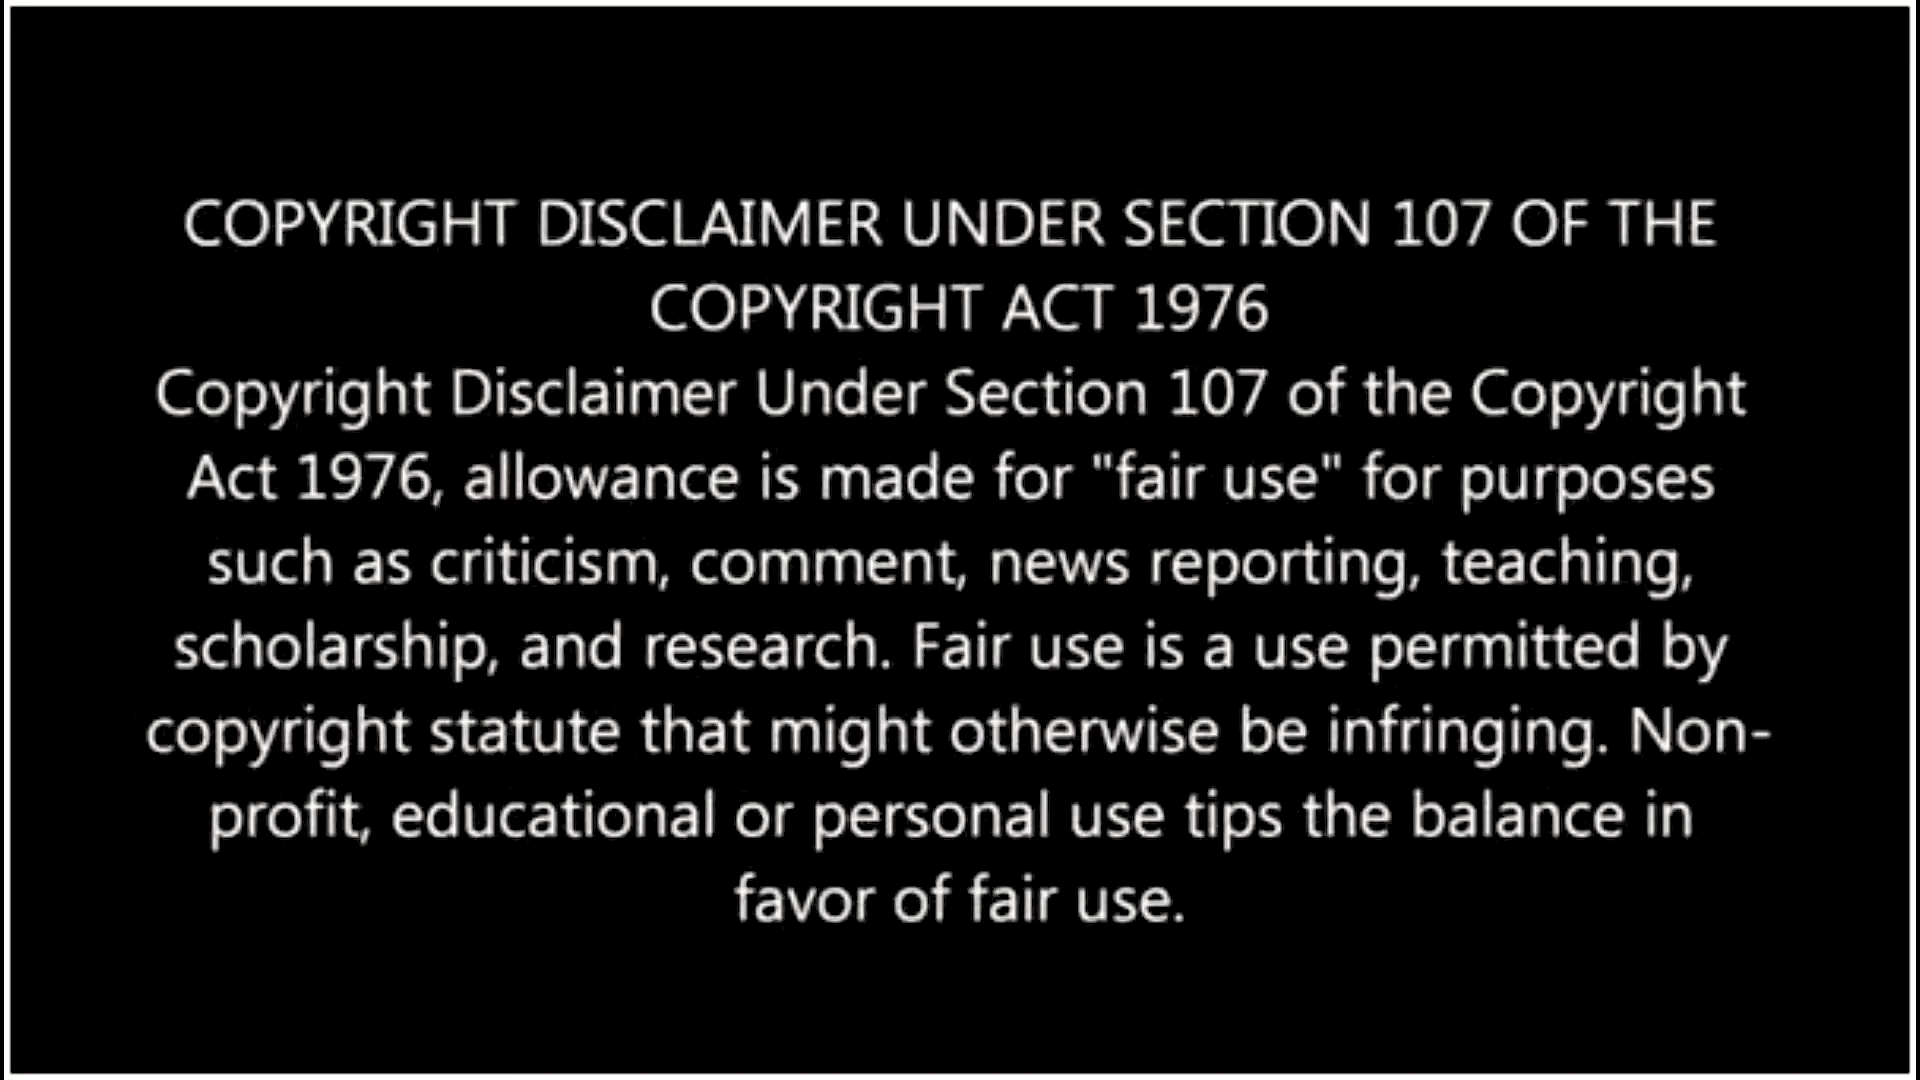 COPYRIGHT DISCLAIMER UNDER SECTION 107 OF THE
COPYRIGHT ACT 1976
Copyright Disclaimer Under Section 107 of the Copyright
Act 1976, allowance is made for "fair use" for purposes
such as criticism, comment, news reporting, teaching,
scholarship, and research. Fair use is a use permitted by
copyright statute that might otherwise be infringing. Non-
profit, educational or personal use tips the balance in
favor of fair use.